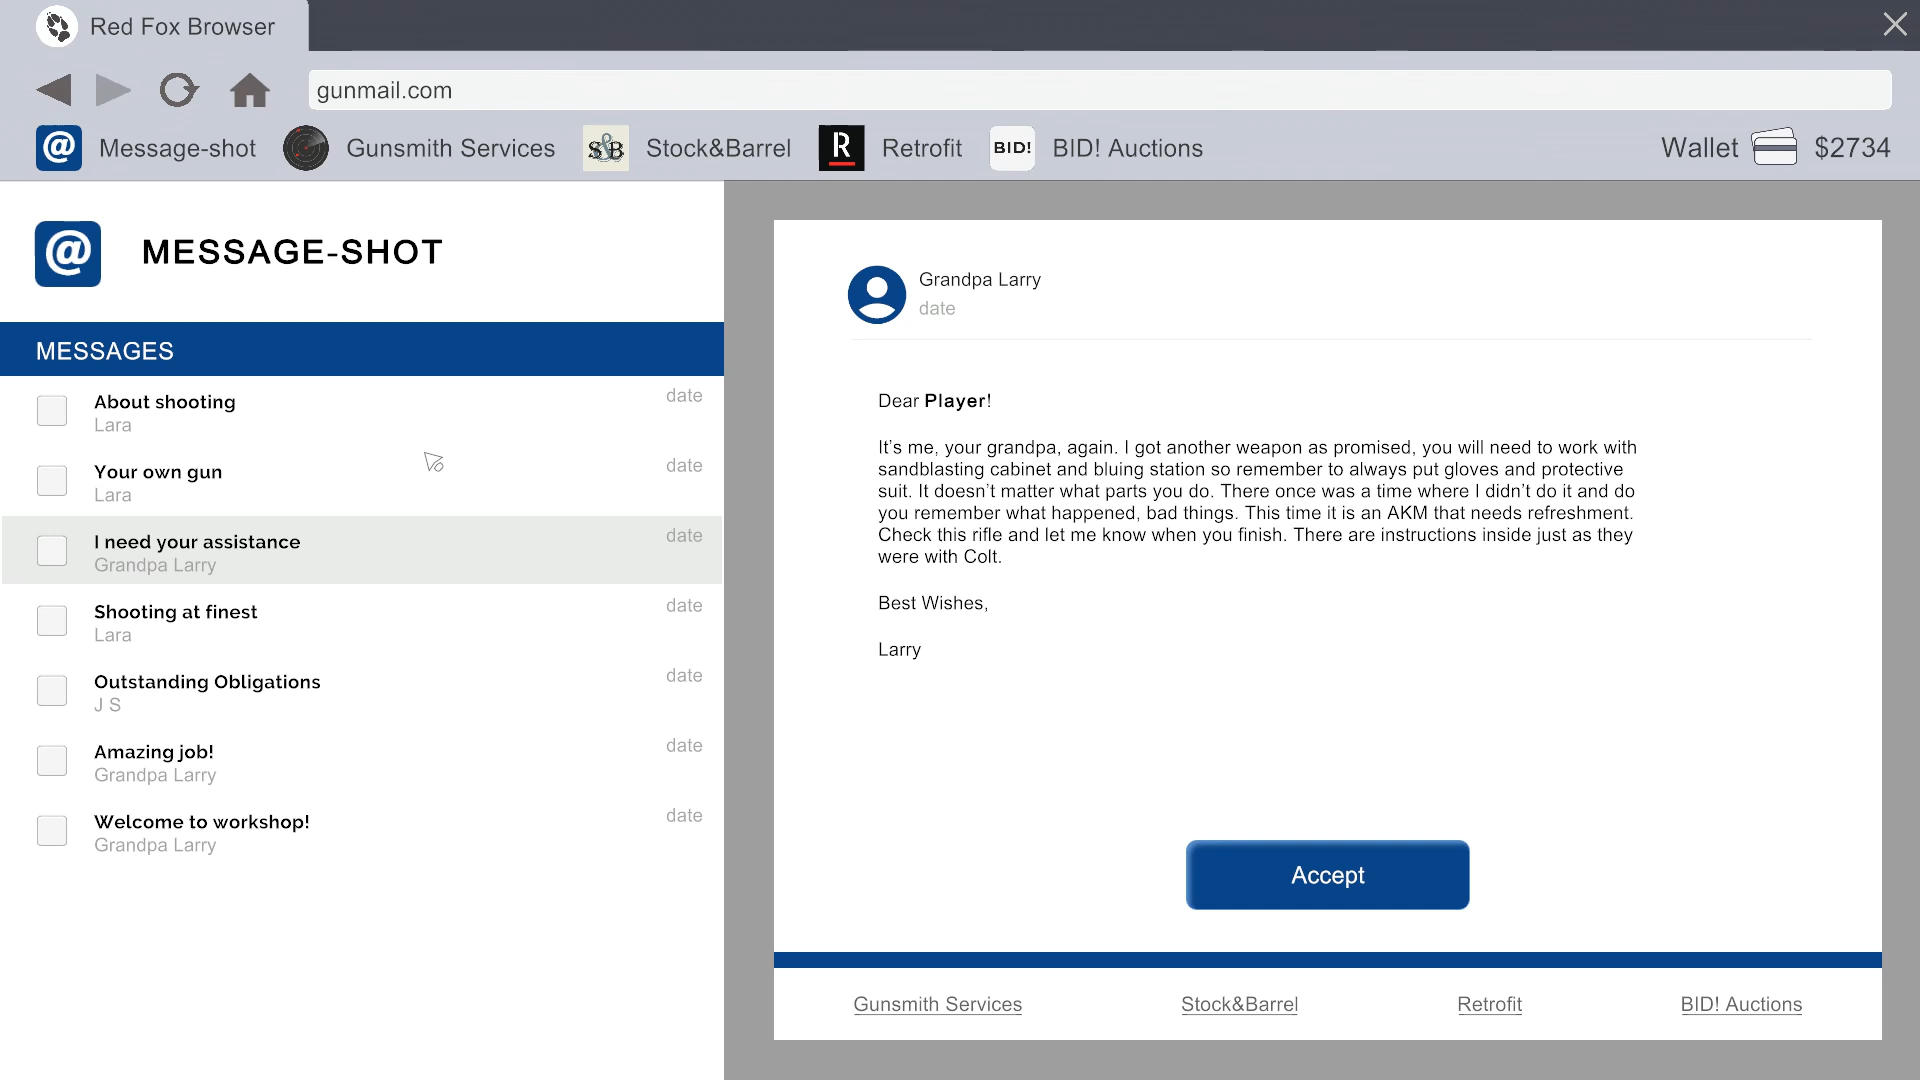 Red Fox Browser
gunmail.com
@ Message-shot Gunsmith Services S&B Stock&Barrel R Retrofit BID! BID! Auctions Wallet $2734
@ MESSAGE-SHOT
MESSAGES
About shooting date
Lara
Your own gun date
Lara
I need your assistance date
Grandpa Larry
Shooting at finest date
Lara
Outstanding Obligations date
J S
Amazing job! date
Grandpa Larry
Welcome to workshop! date
Grandpa Larry
Grandpa Larry
date
Dear Player!
It's me, your grandpa, again. I got another weapon as promised, you will need to work with
sandblasting cabinet and bluing station so remember to always put gloves and protective
suit. It doesn't matter what parts you do. There once was a time where I didn't do it and do
you remember what happened, bad things. This time it is an AKM that needs refreshment.
Check this rifle and let me know when you finish. There are instructions inside just as they
were with Colt.
Best Wishes,
Larry
Accept
Gunsmith Services Stock&Barrel Retrofit BID! Auctions